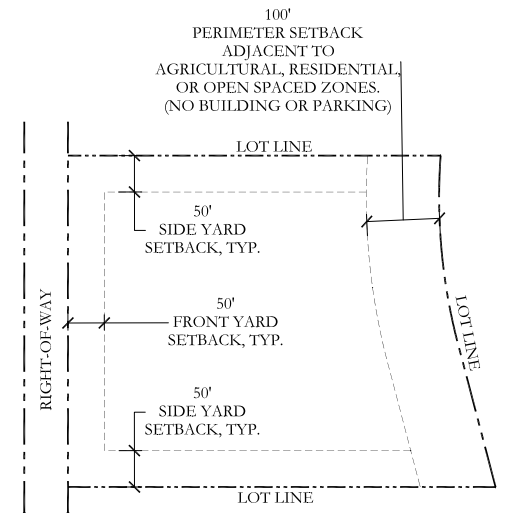 100'
PERIMETER SETBACK
ADJACENT TO
AGRICULTURAL, RESIDENTIAL,
OR OPEN SPACED ZONES.
(NO BUILDING OR PARKING)
LOT LINE
50'
SIDE YARD
SETBACK, TYP.
RIGHT-OF-WAY
50'
FRONT YARD
SETBACK, TYP.
LOT LINE
50'
SIDE YARD
SETBACK, TYP.
LOT LINE